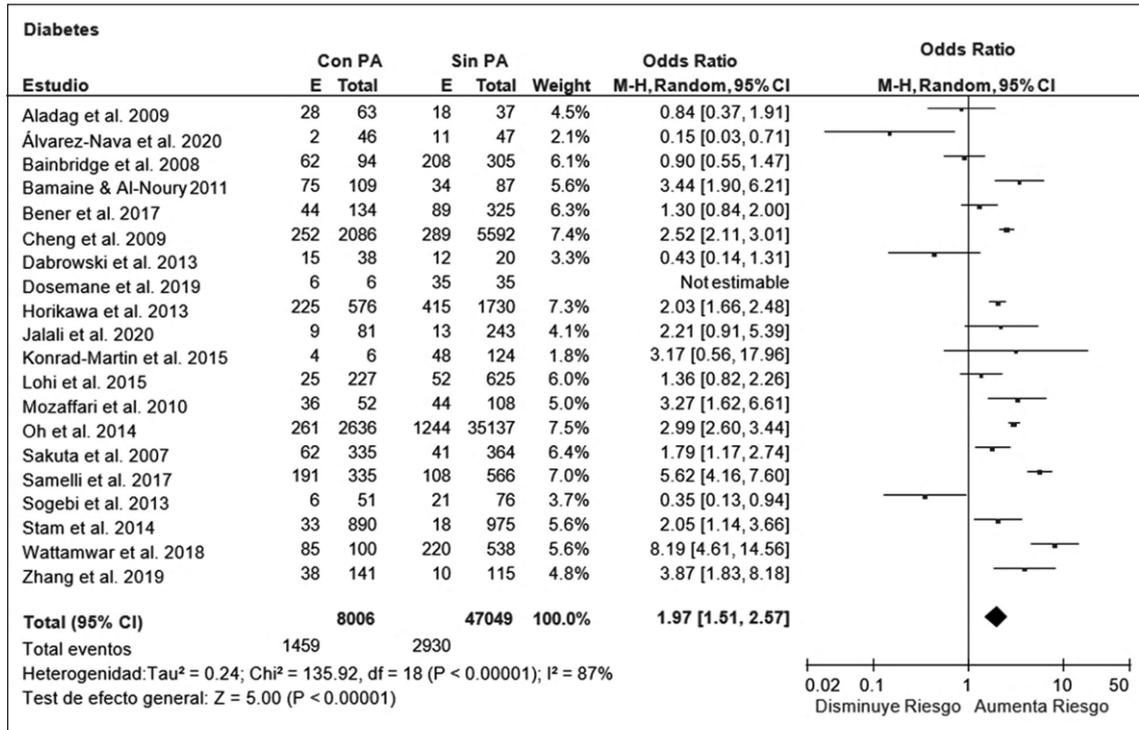 Diabetes
Con PA Sin PA Odds Ratio Odds Ratio
Estudio E Total E Total Weight M-H, Random, 95% CI M-H, Random, 95% CI
Aladag et al. 2009 28 63 18 37 4.5% 0.84 [0.37, 1.91]
Álvarez-Nava et al. 2020 2 46 11 47 2.1% 0.15 [0.03, 0.71]
Bainbridge et al. 2008 62 94 208 305 6.1% 0.90 [0.55, 1.47]
Bamaine & Al-Noury 2011 75 109 34 87 5.6% 3.44 [1.90, 6.21]
Bener et al. 2017 44 134 89 325 6.3% 1.30 [0.84, 2.00]
Cheng et al. 2009 252 2086 289 5592 7.4% 2.52 [2.11, 3.01]
Dabrowski et al. 2013 15 38 12 20 3.3% 0.43 [0.14, 1.31]
Dosemane et al. 2019 6 6 35 35 Not estimable
Horikawa et al. 2013 225 576 415 1730 7.3% 2.03 [1.66, 2.48]
Jalali et al. 2020 9 81 13 243 4.1% 2.21 [0.91, 5.39]
Konrad-Martin et al. 2015 4 6 48 124 1.8% 3.17 [0.56, 17.96]
Lohi et al. 2015 25 227 52 625 6.0% 1.36 [0.82, 2.26]
Mozaffari et al. 2010 36 52 44 108 5.0% 3.27 [1.62, 6.61]
Oh et al. 2014 261 2636 1244 35137 7.5% 2.99 [2.60, 3.44]
Sakuta et al. 2007 62 335 41 364 6.4% 1.79 [1.17, 2.74]
Samelli et al. 2017 191 335 108 566 7.0% 5.62 [4.16, 7.60]
Sogebi et al. 2013 6 51 21 76 3.7% 0.35 [0.13, 0.94]
Stam et al. 2014 33 890 18 975 5.6% 2.05 [1.14, 3.66]
Wattamwar et al. 2018 85 100 220 538 5.6% 8.19 [4.61, 14.56]
Zhang et al. 2019 38 141 10 115 4.8% 3.87 [1.83, 8.18]
Total (95% CI) 8006 47049 100.0% 1.97 [1.51, 2.57]
Total eventos 1459 2930
Heterogenidad: Tau² = 0.24; Chi² = 135.92, df = 18 (P < 0.00001); I² = 87%
Test de efecto general: Z = 5.00 (P < 0.00001)
0.02 0.1 1 10 50
Disminuye Riesgo Aumenta Riesgo